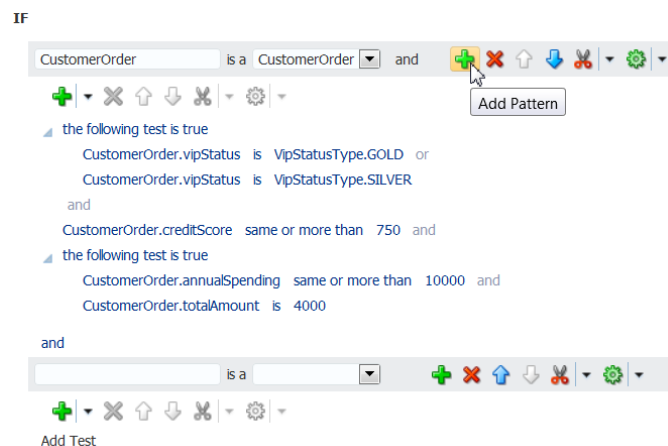 IF
CustomerOrder is a CustomerOrder and
Add Pattern
the following test is true
CustomerOrder.vipStatus is VipStatusType.GOLD or
CustomerOrder.vipStatus is VipStatusType.SILVER
and
CustomerOrder.creditScore same or more than 750 and
the following test is true
CustomerOrder.annualSpending same or more than 10000 and
CustomerOrder.totalAmount is 4000
and
is a
Add Test